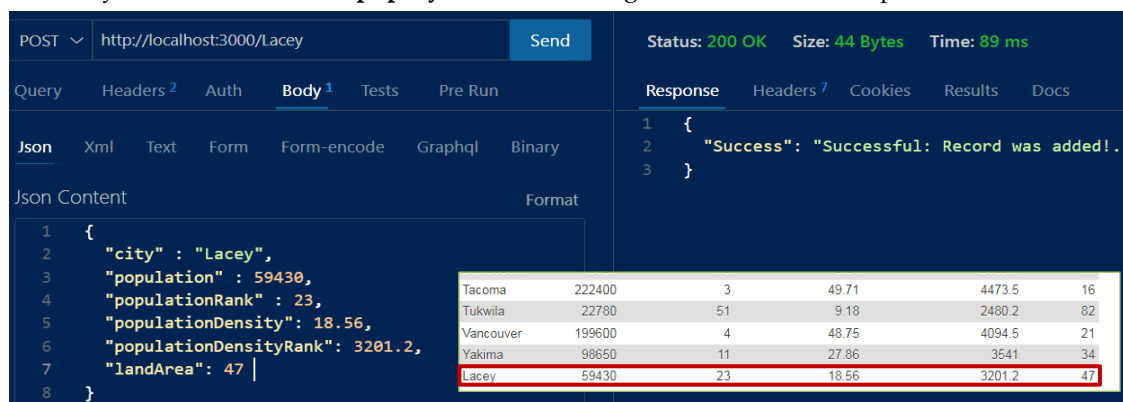 POST http://localhost:3000/Lacey Send
Status: 200 OK Size: 44 Bytes Time: 89 ms
Query Headers 2 Auth Body 1 Tests Pre Run
Response Headers 7 Cookies Results Docs
Json Xml Text Form Form-encode Graphql Binary
1 {
2 "Success": "Successful: Record was added!.
3 }
Json Content Format
1 {
2 "city" : "Lacey",
3 "population" : 59430,
4 "populationRank" : 23,
5 "populationDensity": 18.56,
6 "populationDensityRank": 3201.2,
7 "landArea": 47
8 }
Tacoma 222400 3 49.71 4473.5 16
Tukwila 22780 51 9.18 2480.2 82
Vancouver 199600 4 48.75 4094.5 21
Yakima 98650 11 27.86 3541 34
Lacey 59430 23 18.56 3201.2 47